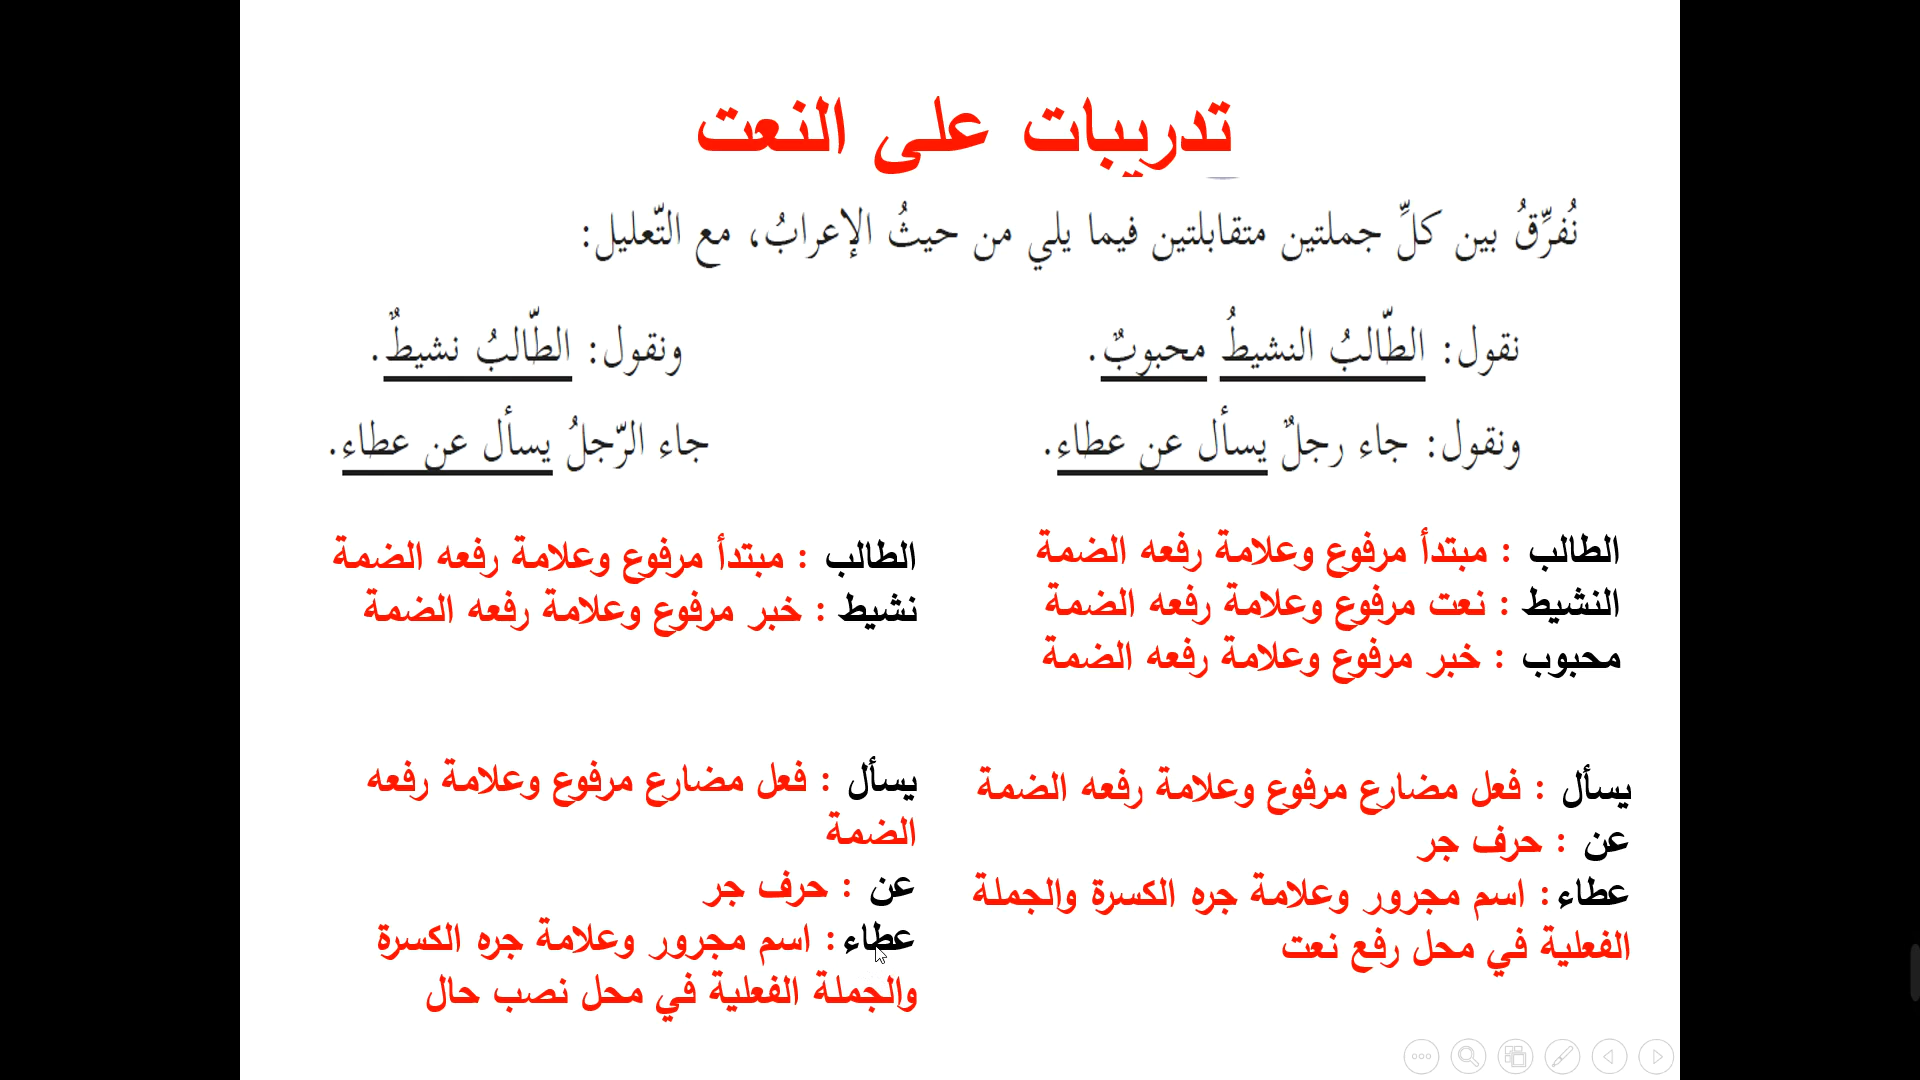 تدريبات على النعت
نُفرِّقُ بين كلِّ جملتين متقابلتين فيما يلي من حيثُ الإعرابُ، مع التّعليل:
نقول: الطّالبُ النشيطُ محبوبٌ.
ونقول: الطّالبُ نشيطٌ.
ونقول: جاء رجلٌ يسأل عن عطاء.
جاء الرّجلُ يسأل عن عطاء.
الطالب : مبتدأ مرفوع وعلامة رفعه الضمة
النشيط : نعت مرفوع وعلامة رفعه الضمة
محبوب : خبر مرفوع وعلامة رفعه الضمة
الطالب : مبتدأ مرفوع وعلامة رفعه الضمة
نشيط : خبر مرفوع وعلامة رفعه الضمة
يسأل : فعل مضارع مرفوع وعلامة رفعه الضمة
عن : حرف جر
عطاء : اسم مجرور وعلامة جره الكسرة والجملة
الفعلية في محل رفع نعت
يسأل : فعل مضارع مرفوع وعلامة رفعه
الضمة
عن : حرف جر
عطاء : اسم مجرور وعلامة جره الكسرة
والجملة الفعلية في محل نصب حال